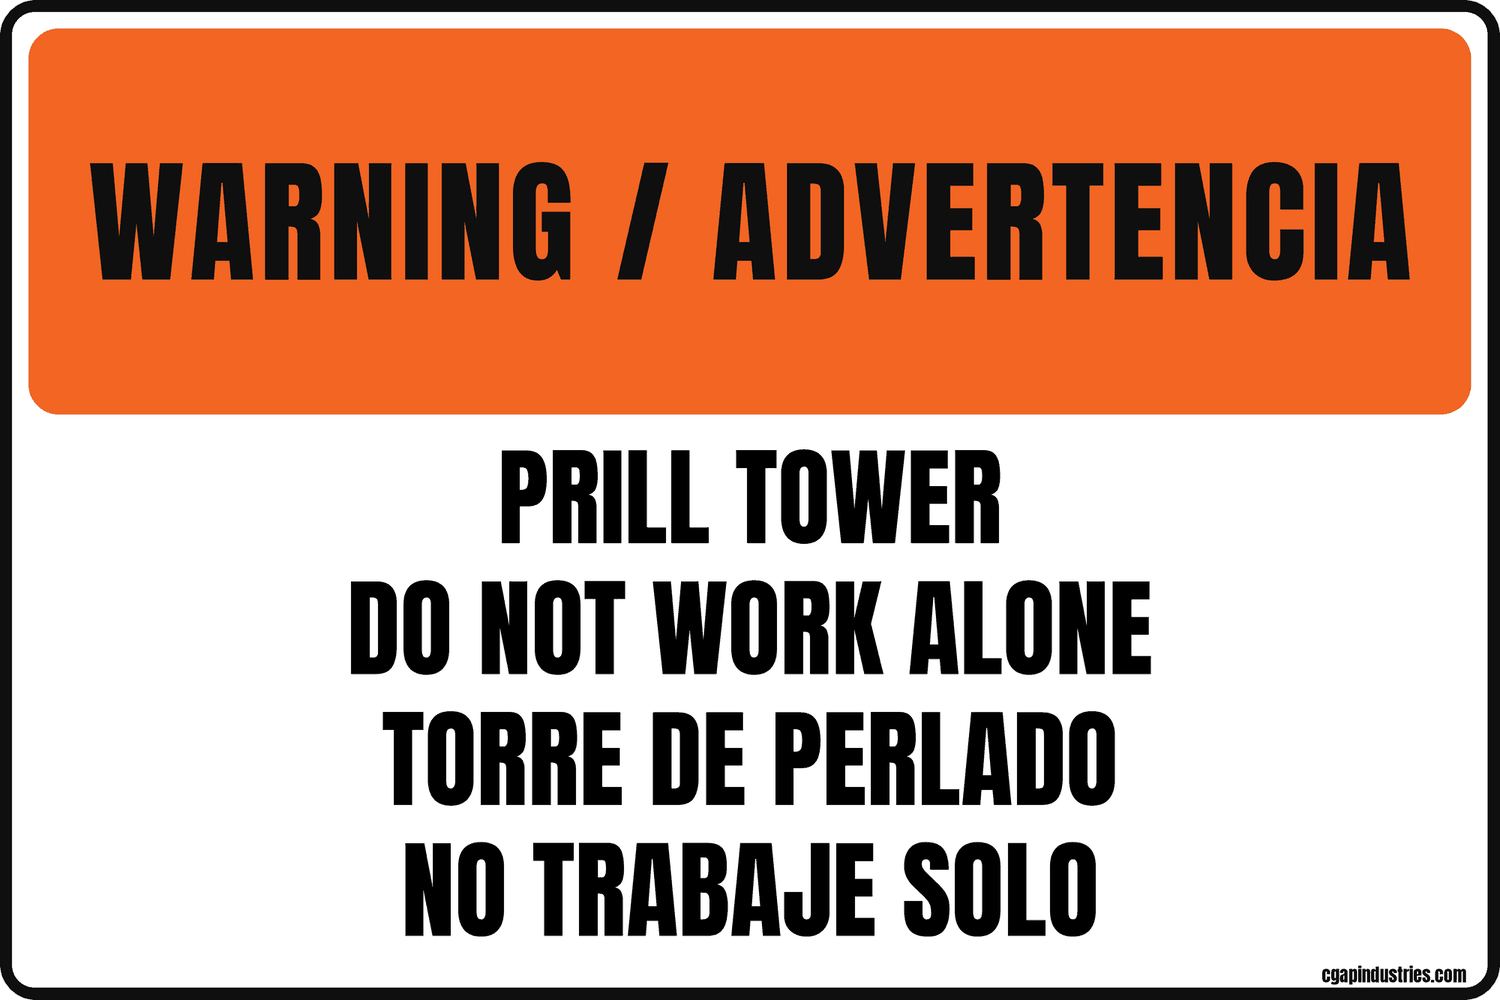 WARNING / ADVERTENCIA
PRILL TOWER
DO NOT WORK ALONE
TORRE DE PERLADO
NO TRABAJE SOLO
cgapindustries.com